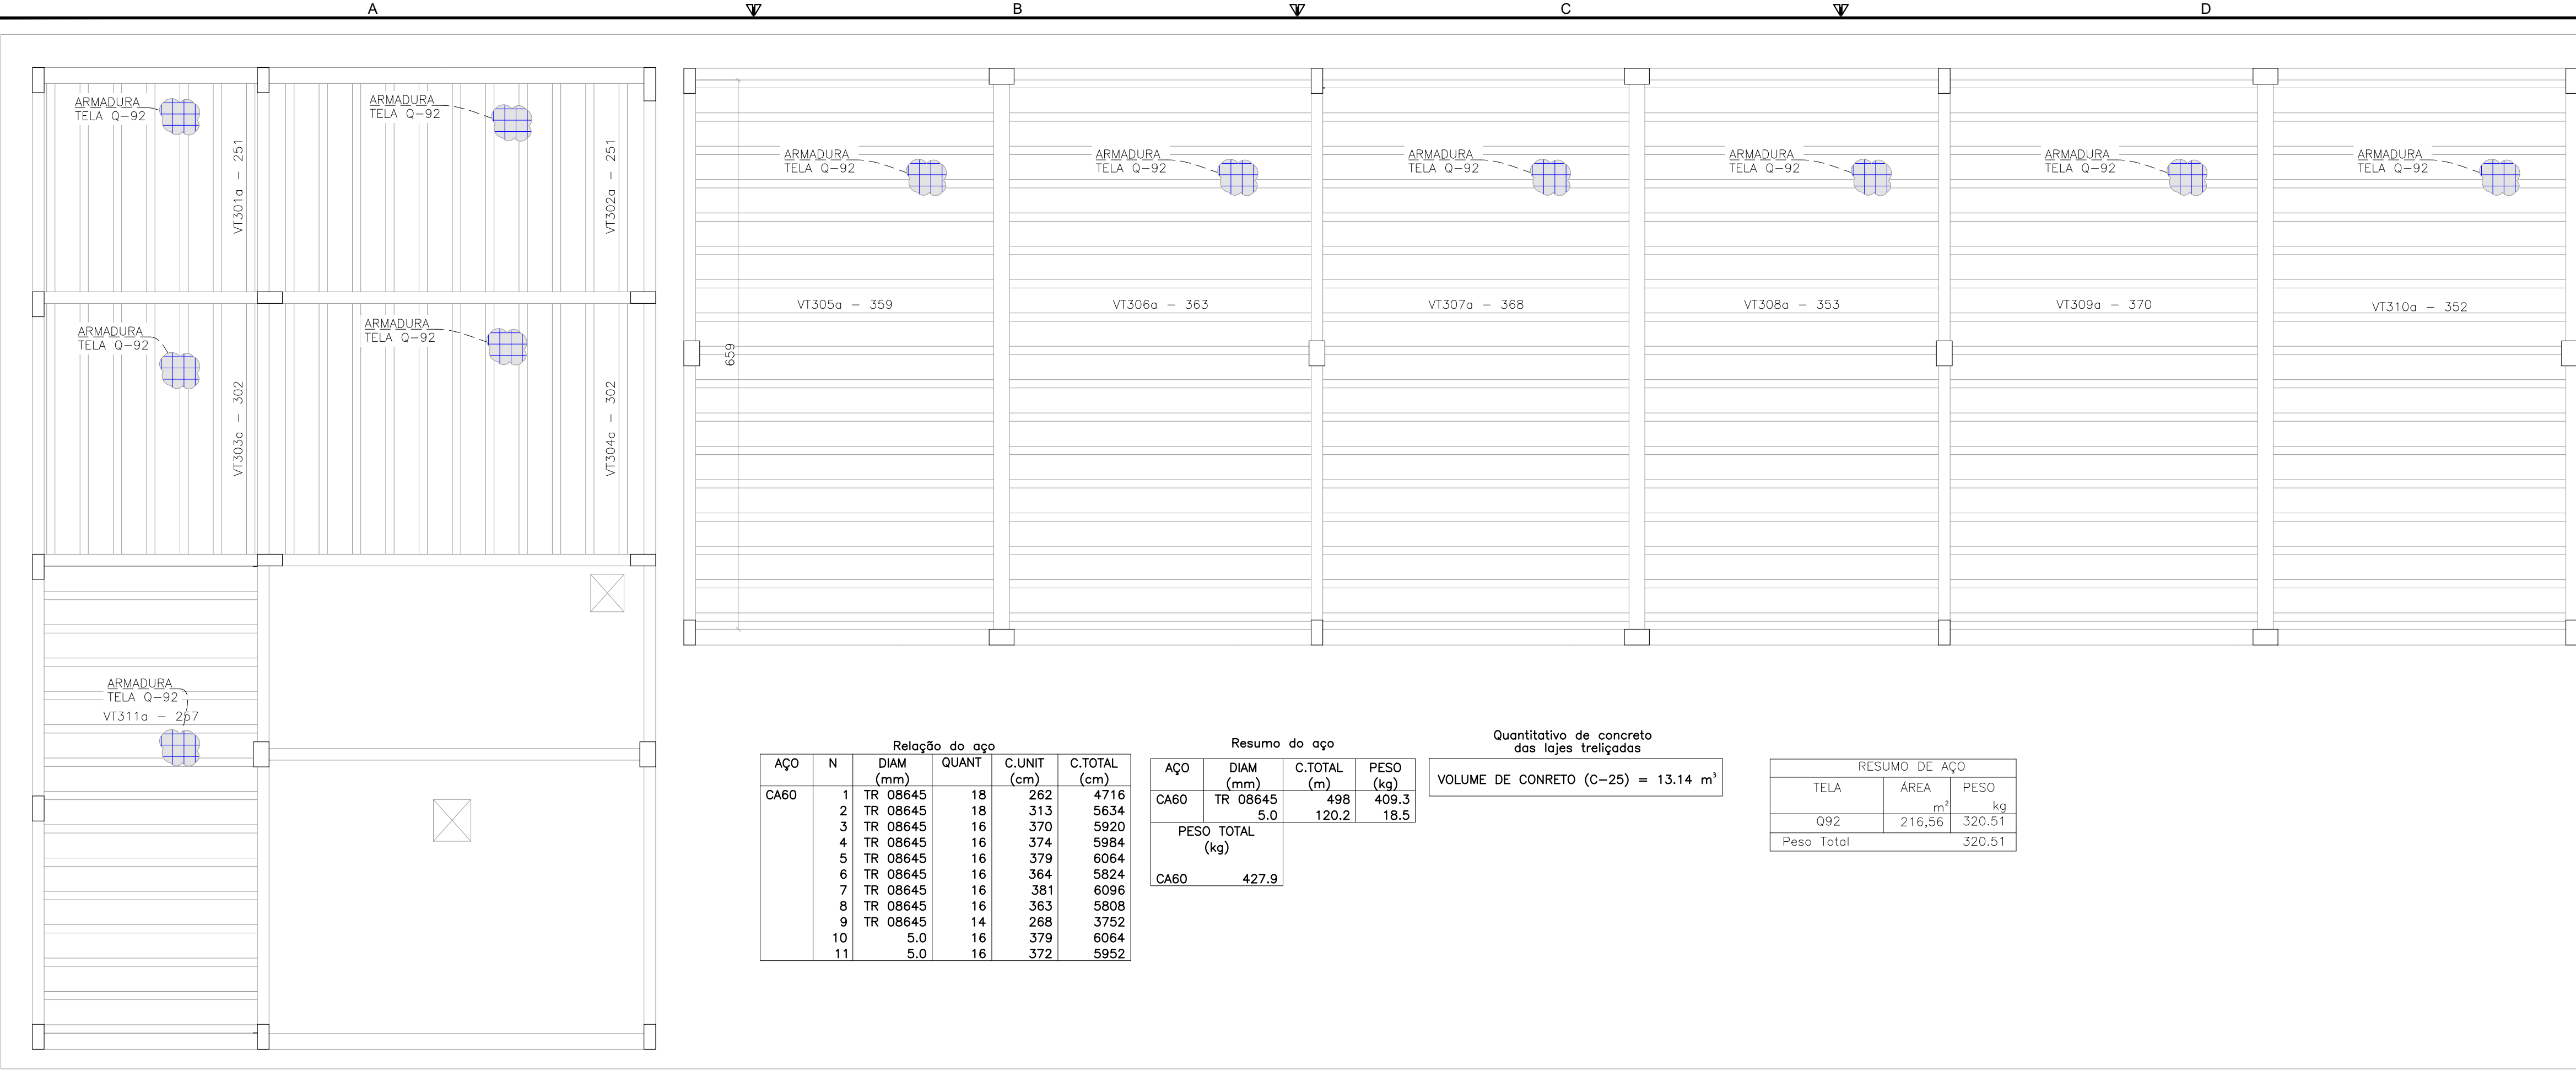 A B C D
ARMADURA
TELA Q-92
VT301a - 251
ARMADURA
TELA Q-92
VT302a - 251
ARMADURA
TELA Q-92
VT303a - 302
ARMADURA
TELA Q-92
VT304a - 302
ARMADURA
TELA Q-92
VT311a - 257
ARMADURA
TELA Q-92
VT305a - 359
659
ARMADURA
TELA Q-92
VT306a - 363
ARMADURA
TELA Q-92
VT307a - 368
ARMADURA
TELA Q-92
VT308a - 353
ARMADURA
TELA Q-92
VT309a - 370
ARMADURA
TELA Q-92
VT310a - 352
Relação do aço
AÇO N DIAM QUANT C.UNIT C.TOTAL
(mm) (cm) (cm)
CA60 1 TR 08645 18 262 4716
2 TR 08645 18 313 5634
3 TR 08645 16 370 5920
4 TR 08645 16 374 5984
5 TR 08645 16 379 6064
6 TR 08645 16 364 5824
7 TR 08645 16 381 6096
8 TR 08645 16 363 5808
9 TR 08645 14 268 3752
10 5.0 16 379 6064
11 5.0 16 372 5952
Resumo do aço
AÇO DIAM C.TOTAL PESO
(mm) (m) (kg)
CA60 TR 08645 498 409.3
5.0 120.2 18.5
PESO TOTAL
(kg)
CA60 427.9
Quantitativo de concreto
das lajes treliçadas
VOLUME DE CONRETO (C-25) = 13.14 m³
RESUMO DE AÇO
TELA ÁREA PESO
m² kg
Q92 216,56 320.51
Peso Total 320.51